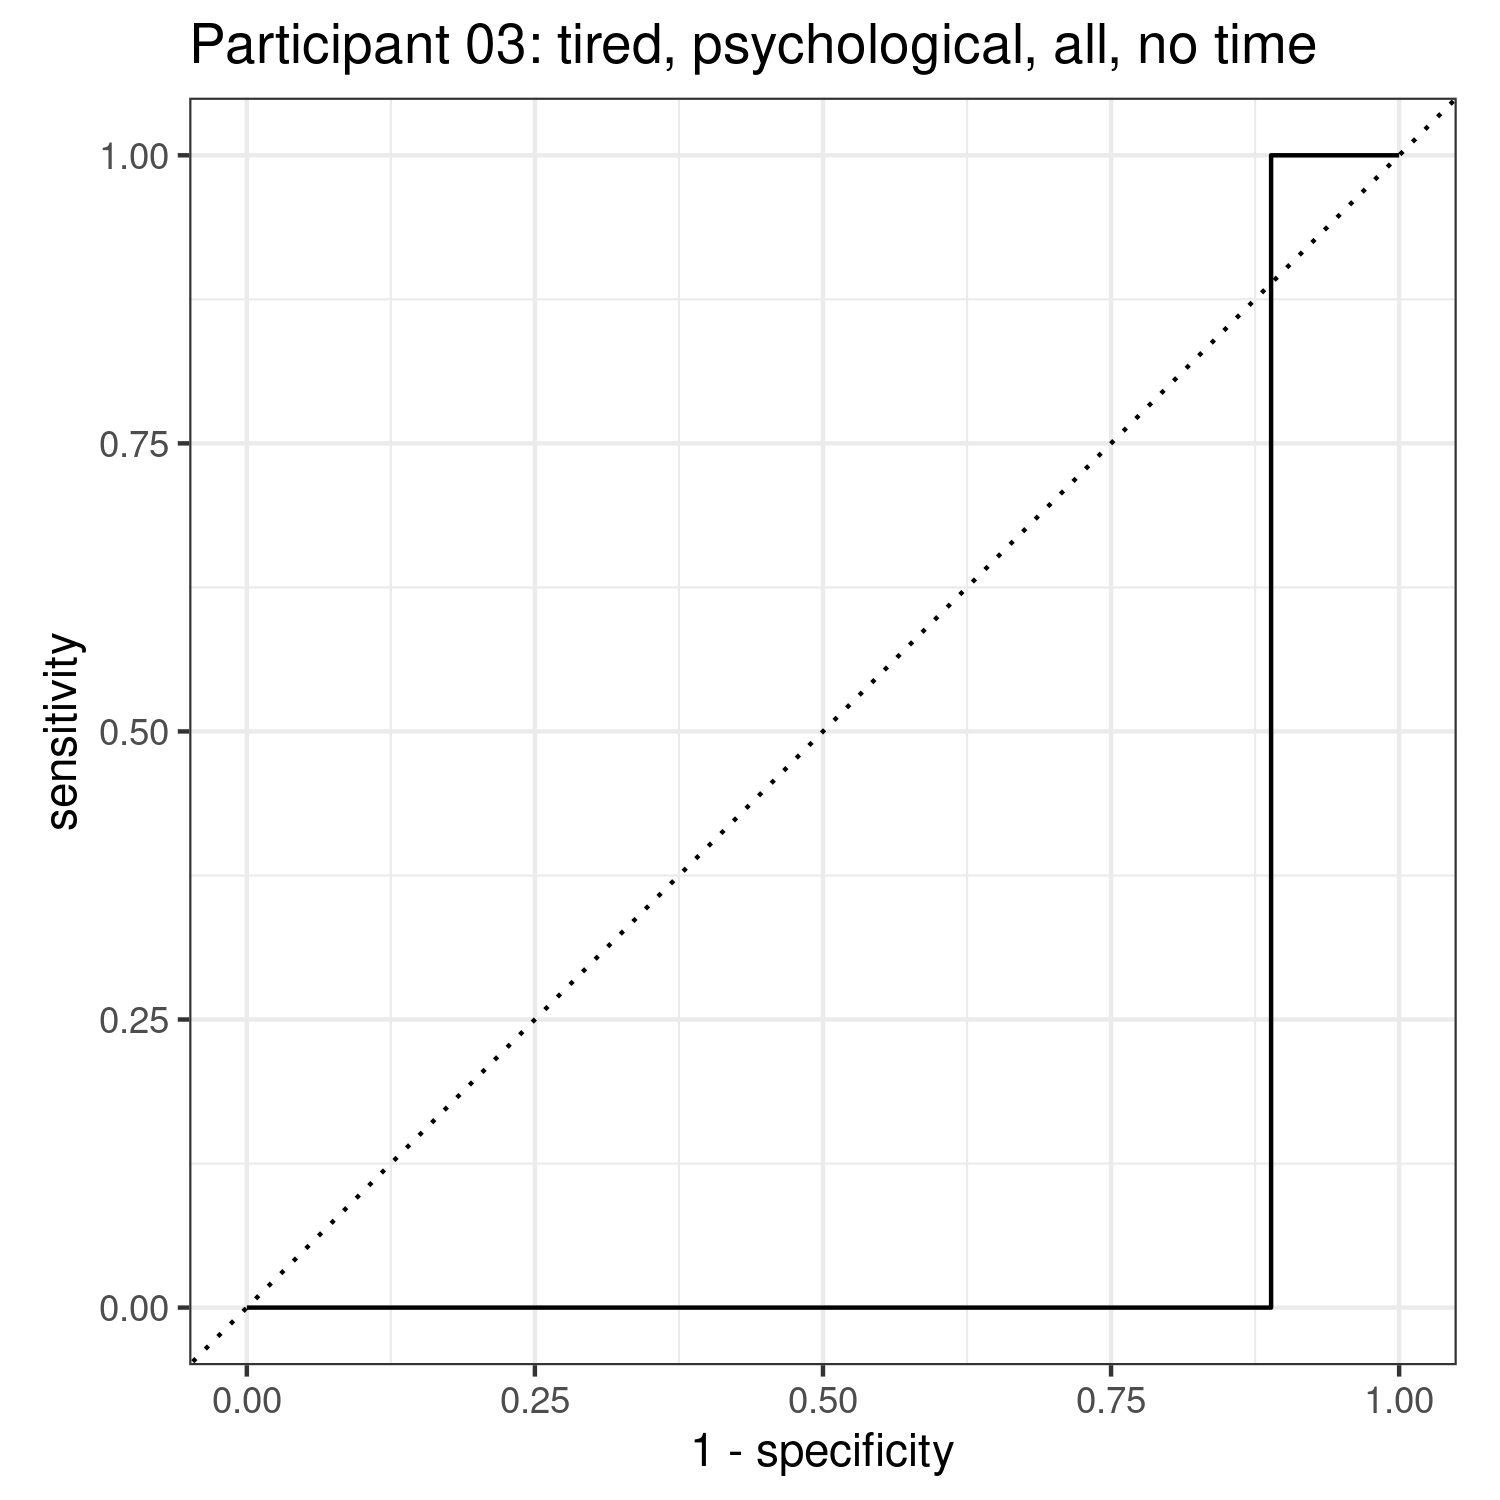 Participant 03: tired, psychological, all, no time
1.00
0.75
0.50
0.25
0.00
sensitivity
0.00 0.25 0.50 0.75 1.00
1 - specificity